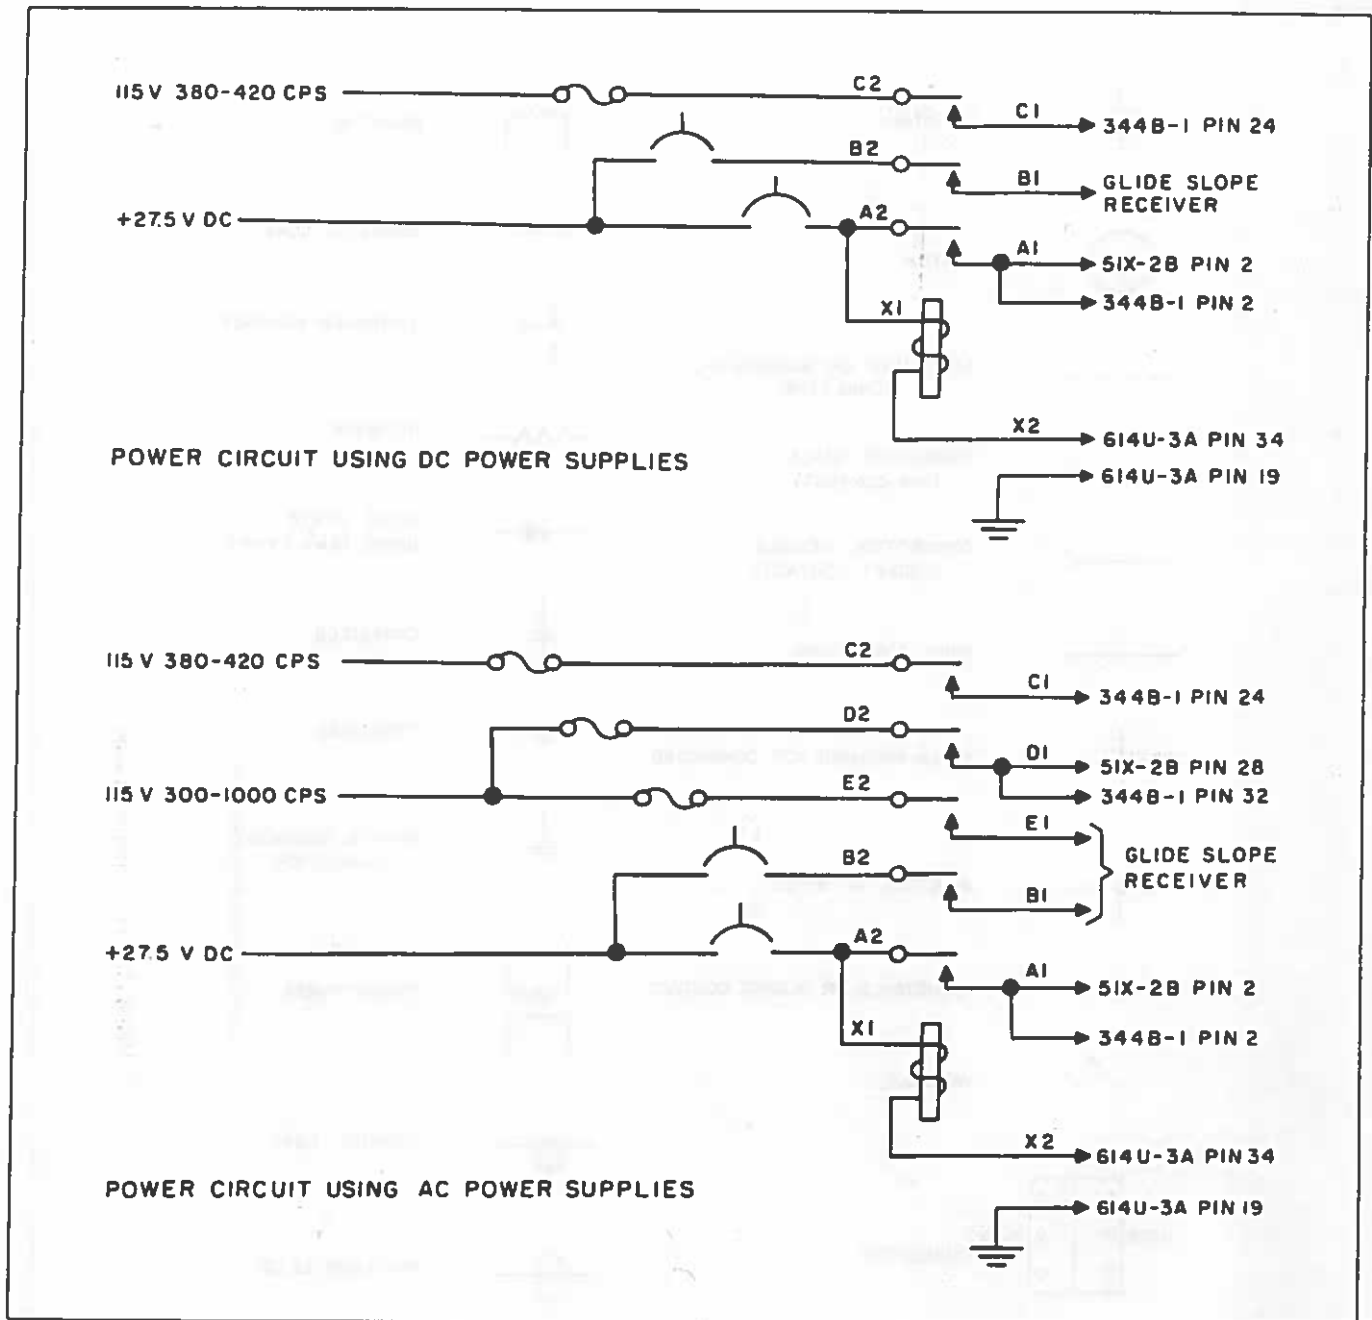 115 V 380-420 CPS
C2
C1
344B-1 PIN 24
B2
B1
GLIDE SLOPE
RECEIVER
+27.5 V DC
A2
A1
51X-2B PIN 2
344B-1 PIN 2
X1
X2
614U-3A PIN 34
POWER CIRCUIT USING DC POWER SUPPLIES
614U-3A PIN 19
115 V 380-420 CPS
C2
C1
344B-1 PIN 24
D2
D1
51X-2B PIN 28
115 V 300-1000 CPS
E2
344B-1 PIN 32
E1
GLIDE SLOPE
RECEIVER
B2
B1
+27.5 V DC
A2
A1
51X-2B PIN 2
X1
344B-1 PIN 2
X2
614U-3A PIN 34
POWER CIRCUIT USING AC POWER SUPPLIES
614U-3A PIN 19